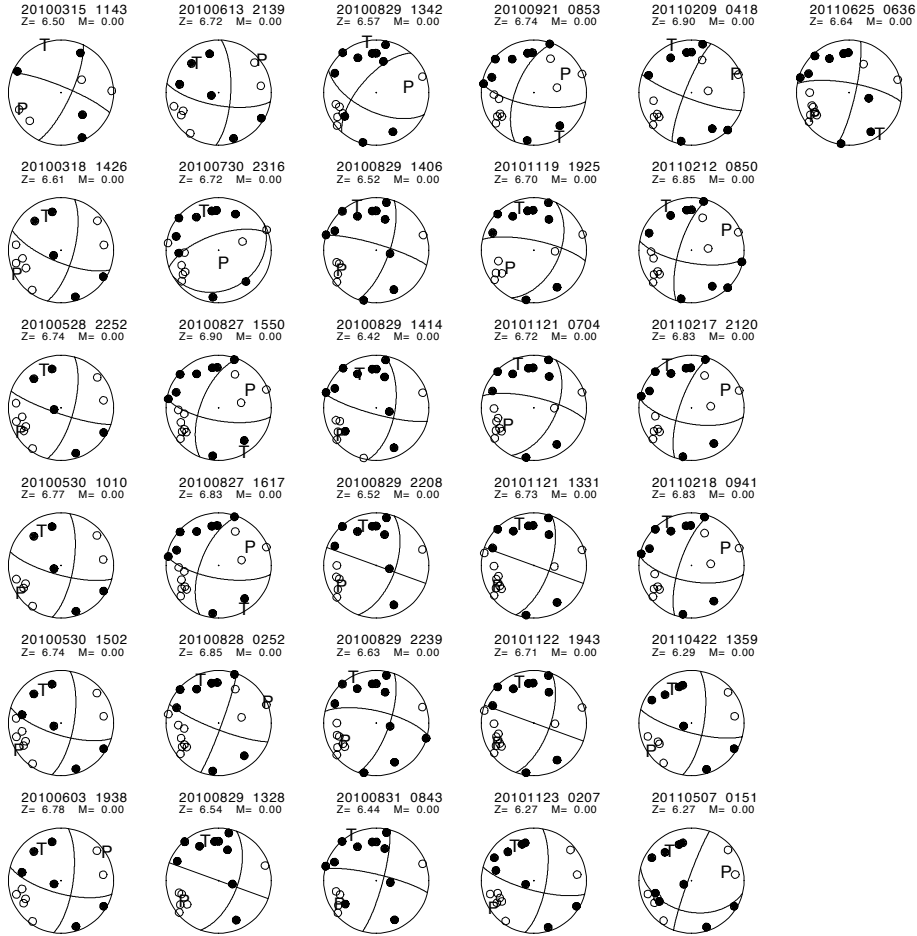 20100315 1143 20100613 2139 20100829 1342 20100921 0853 20110209 0418 20110625 0636
Z= 6.50 M= 0.00 Z= 6.72 M= 0.00 Z= 6.57 M= 0.00 Z= 6.74 M= 0.00 Z= 6.90 M= 0.00 Z= 6.64 M= 0.00
T P T P T P P T T P P T
20100318 1426 20100730 2316 20100829 1406 20101119 1925 20110212 0850
Z= 6.61 M= 0.00 Z= 6.72 M= 0.00 Z= 6.52 M= 0.00 Z= 6.70 M= 0.00 Z= 6.85 M= 0.00
T P T P T P T P T P
20100528 2252 20100827 1550 20100829 1414 20101121 0704 20110217 2120
Z= 6.74 M= 0.00 Z= 6.90 M= 0.00 Z= 6.42 M= 0.00 Z= 6.72 M= 0.00 Z= 6.83 M= 0.00
T P P T T P T P T P
20100530 1010 20100827 1617 20100829 2208 20101121 1331 20110218 0941
Z= 6.77 M= 0.00 Z= 6.83 M= 0.00 Z= 6.52 M= 0.00 Z= 6.73 M= 0.00 Z= 6.83 M= 0.00
T P P T T P T P T P
20100530 1502 20100828 0252 20100829 2239 20101122 1943 20110422 1359
Z= 6.74 M= 0.00 Z= 6.85 M= 0.00 Z= 6.63 M= 0.00 Z= 6.71 M= 0.00 Z= 6.29 M= 0.00
T P T P T P T P T P
20100603 1938 20100829 1328 20100831 0843 20101123 0207 20110507 0151
Z= 6.78 M= 0.00 Z= 6.54 M= 0.00 Z= 6.44 M= 0.00 Z= 6.27 M= 0.00 Z= 6.27 M= 0.00
T P T P T P T P T P